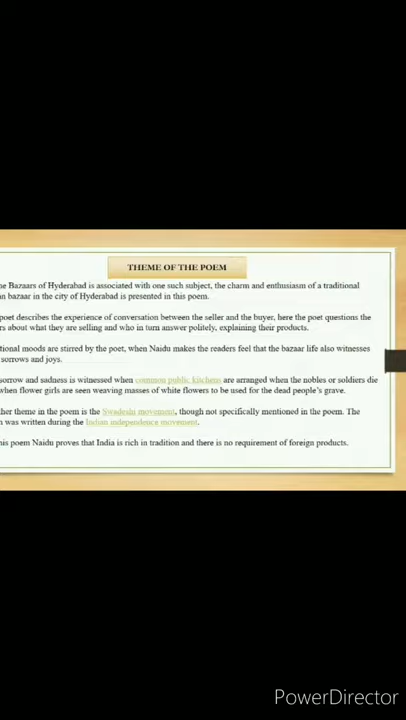 THEME OF THE POEM
e Bazaars of Hyderabad is associated with one such subject, the charm and enthusiasm of a traditional
n bazaar in the city of Hyderabad is presented in this poem.
poet describes the experience of conversation between the seller and the buyer, here the poet questions the
rs about what they are selling and who in turn answer politely, explaining their products.
tional moods are stirred by the poet, when Naidu makes the readers feel that the bazaar life also witnesses
sorrows and joys.
sorrow and sadness is witnessed when common public kitchens are arranged when the nobles or soldiers die
when flower girls are seen weaving masses of white flowers to be used for the dead people's grave.
ther theme in the poem is the Swadeshi movement, though not specifically mentioned in the poem. The
m was written during the Indian independence movement.
his poem Naidu proves that India is rich in tradition and there is no requirement of foreign products.
PowerDirector